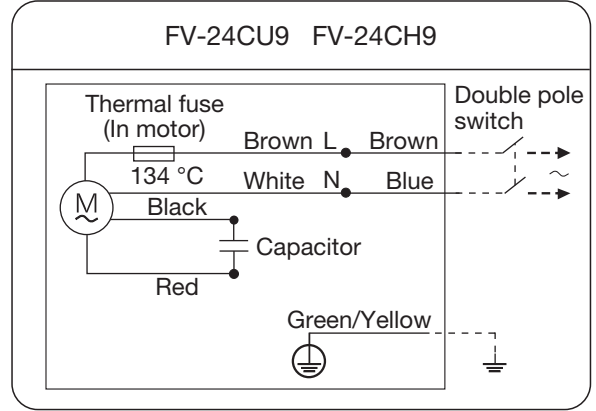 FV-24CU9 FV-24CH9
Double pole
switch
Thermal fuse
(In motor)
Brown L Brown
134 °C
White N Blue
M
Black
Capacitor
Red
Green/Yellow